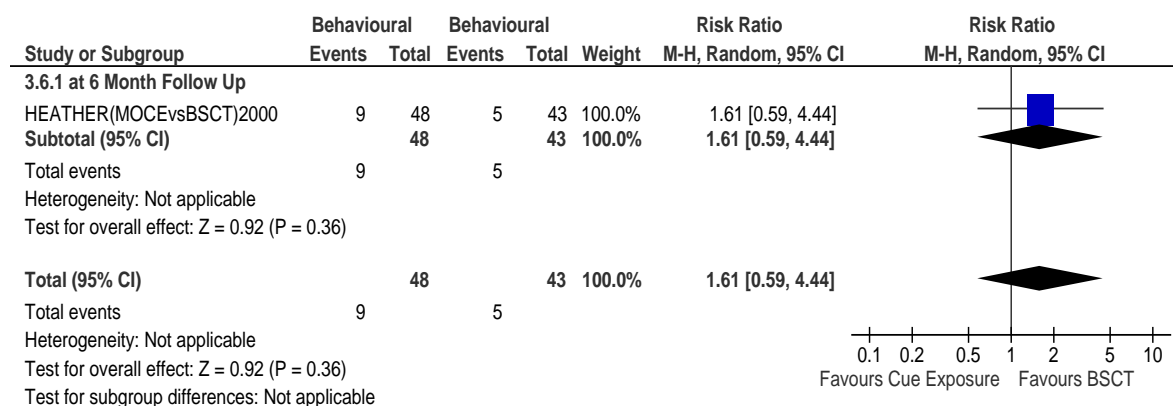 Behavioural Behavioural Risk Ratio Risk Ratio
Study or Subgroup Events Total Events Total Weight M-H, Random, 95% CI M-H, Random, 95% CI
3.6.1 at 6 Month Follow Up
HEATHER(MOCEvsBSCT)2000 9 48 5 43 100.0% 1.61 [0.59, 4.44]
Subtotal (95% CI) 48 43 100.0% 1.61 [0.59, 4.44]
Total events 9 5
Heterogeneity: Not applicable
Test for overall effect: Z = 0.92 (P = 0.36)
Total (95% CI) 48 43 100.0% 1.61 [0.59, 4.44]
Total events 9 5
Heterogeneity: Not applicable
Test for overall effect: Z = 0.92 (P = 0.36)
Test for subgroup differences: Not applicable
0.1 0.2 0.5 1 2 5 10
Favours Cue Exposure Favours BSCT